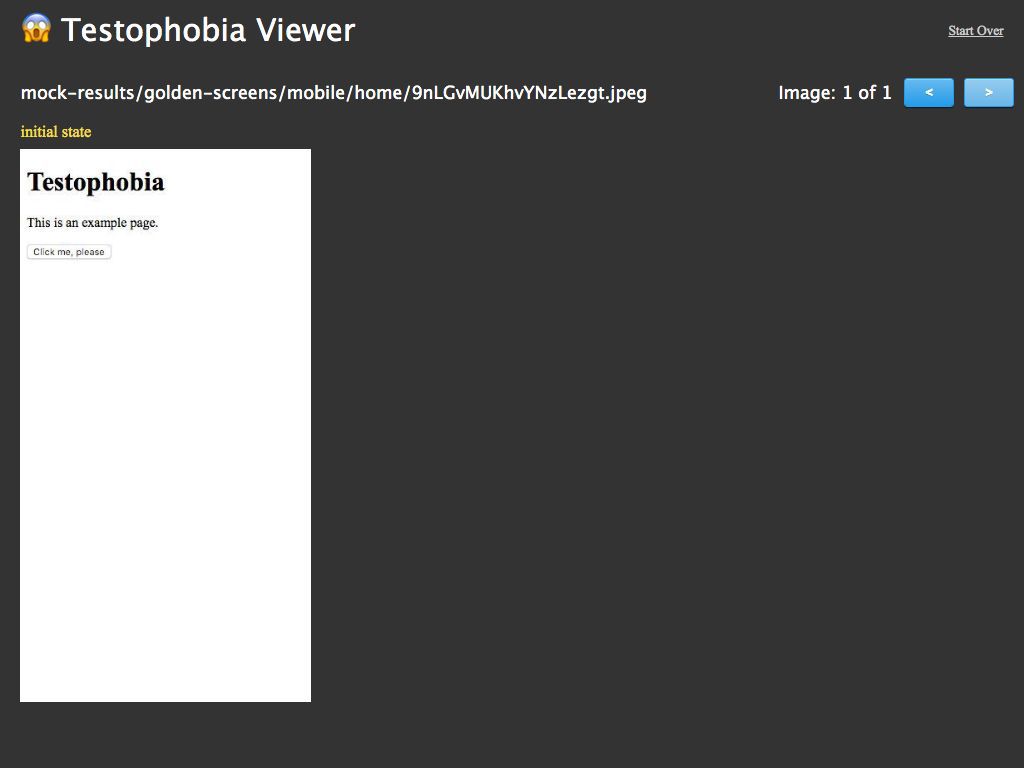 😱 Testophobia Viewer
Start Over
mock-results/golden-screens/mobile/home/9nLGvMUKhvYNzLezgt.jpeg
Image: 1 of 1
<
>
initial state
Testophobia
This is an example page.
Click me, please